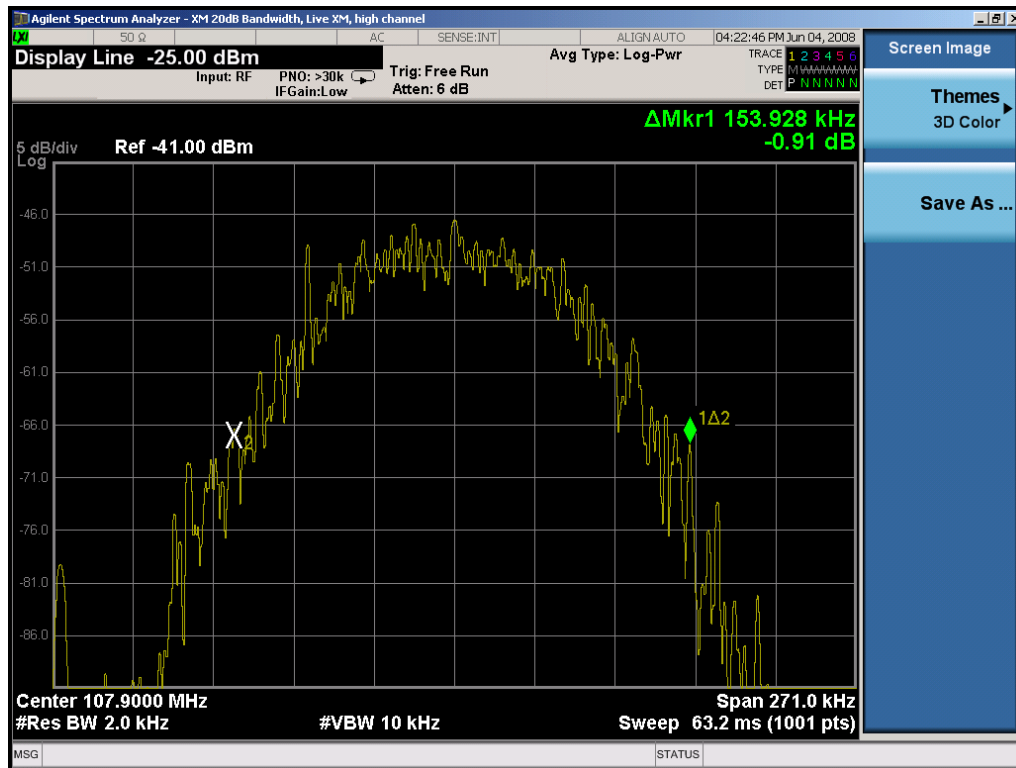 Agilent Spectrum Analyzer - XM 20dB Bandwidth, Live XM, high channel
LXI 50 Ω AC SENSE:INT ALIGN AUTO 04:22:46 PM Jun 04, 2008
Display Line -25.00 dBm
Input: RF PNO: >30k Trig: Free Run Avg Type: Log-Pwr TRACE 1 2 3 4 5 6
IFGain:Low Atten: 6 dB TYPE M WWWWW
DET P N N N N N
Screen Image
Themes
3D Color
Save As ...
ΔMkr1 153.928 kHz
-0.91 dB
5 dB/div Ref -41.00 dBm
Log
-46.0
-51.0
-56.0
-61.0
-66.0
-71.0
-76.0
-81.0
-86.0
X2
1Δ2
Center 107.9000 MHz Span 271.0 kHz
#Res BW 2.0 kHz #VBW 10 kHz Sweep 63.2 ms (1001 pts)
MSG STATUS